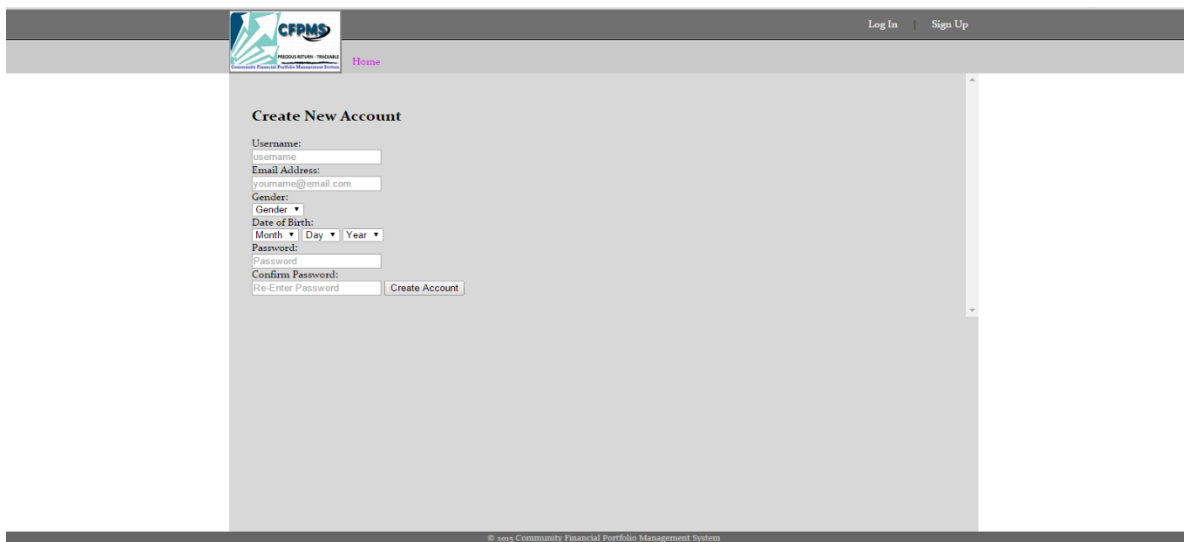 CFPMS
PRECIOUS RETURN - TRACKABLE
Community Financial Portfolio Management System
Log In | Sign Up
Home
Create New Account
Username:
username
Email Address:
yourname@email.com
Gender:
Gender
Date of Birth:
Month Day Year
Password:
Password
Confirm Password:
Re-Enter Password Create Account
© 2015 Community Financial Portfolio Management System